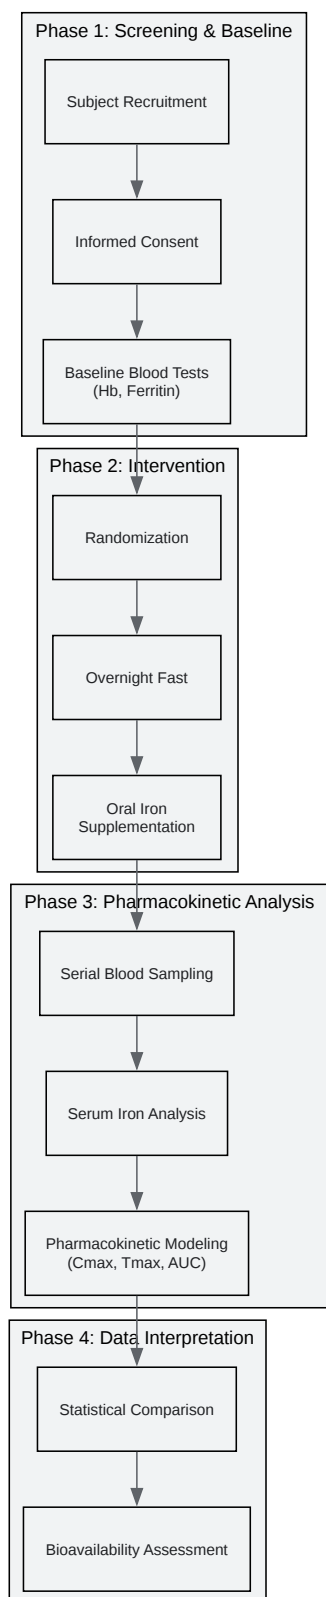 Phase 1: Screening & Baseline
Subject Recruitment
Informed Consent
Baseline Blood Tests
(Hb, Ferritin)
Phase 2: Intervention
Randomization
Overnight Fast
Oral Iron
Supplementation
Phase 3: Pharmacokinetic Analysis
Serial Blood Sampling
Serum Iron Analysis
Pharmacokinetic Modeling
(Cmax, Tmax, AUC)
Phase 4: Data Interpretation
Statistical Comparison
Bioavailability Assessment